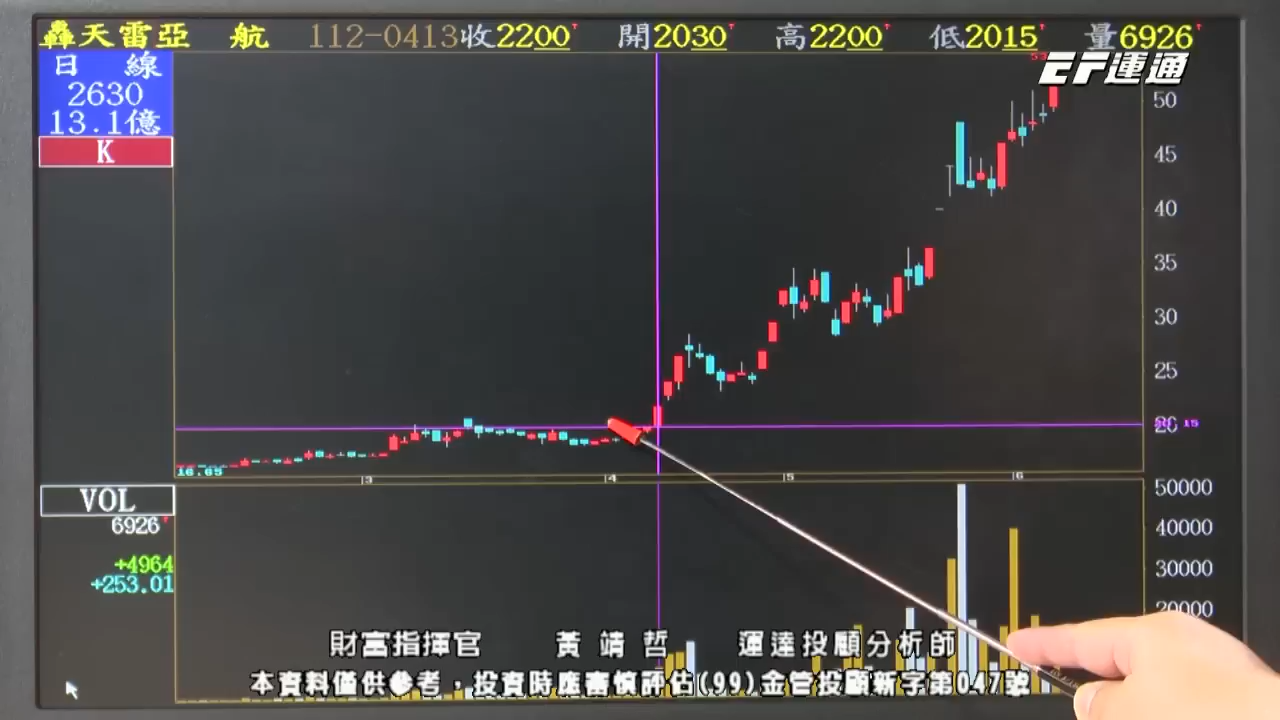 轟天雷亞 航 112-0413收2200 開2030 高2200 低2015 量6926
日 線
2630
13.1億
K
EF運通
50
45
40
35
30
25
20.15
16.65
3 4 5 6
VOL
6926
+4964
+253.01
50000
40000
30000
20000
財富指揮官 黃靖哲 運達投顧分析師
本資料僅供參考，投資時應審慎評估(99)金管投顧新字第047號